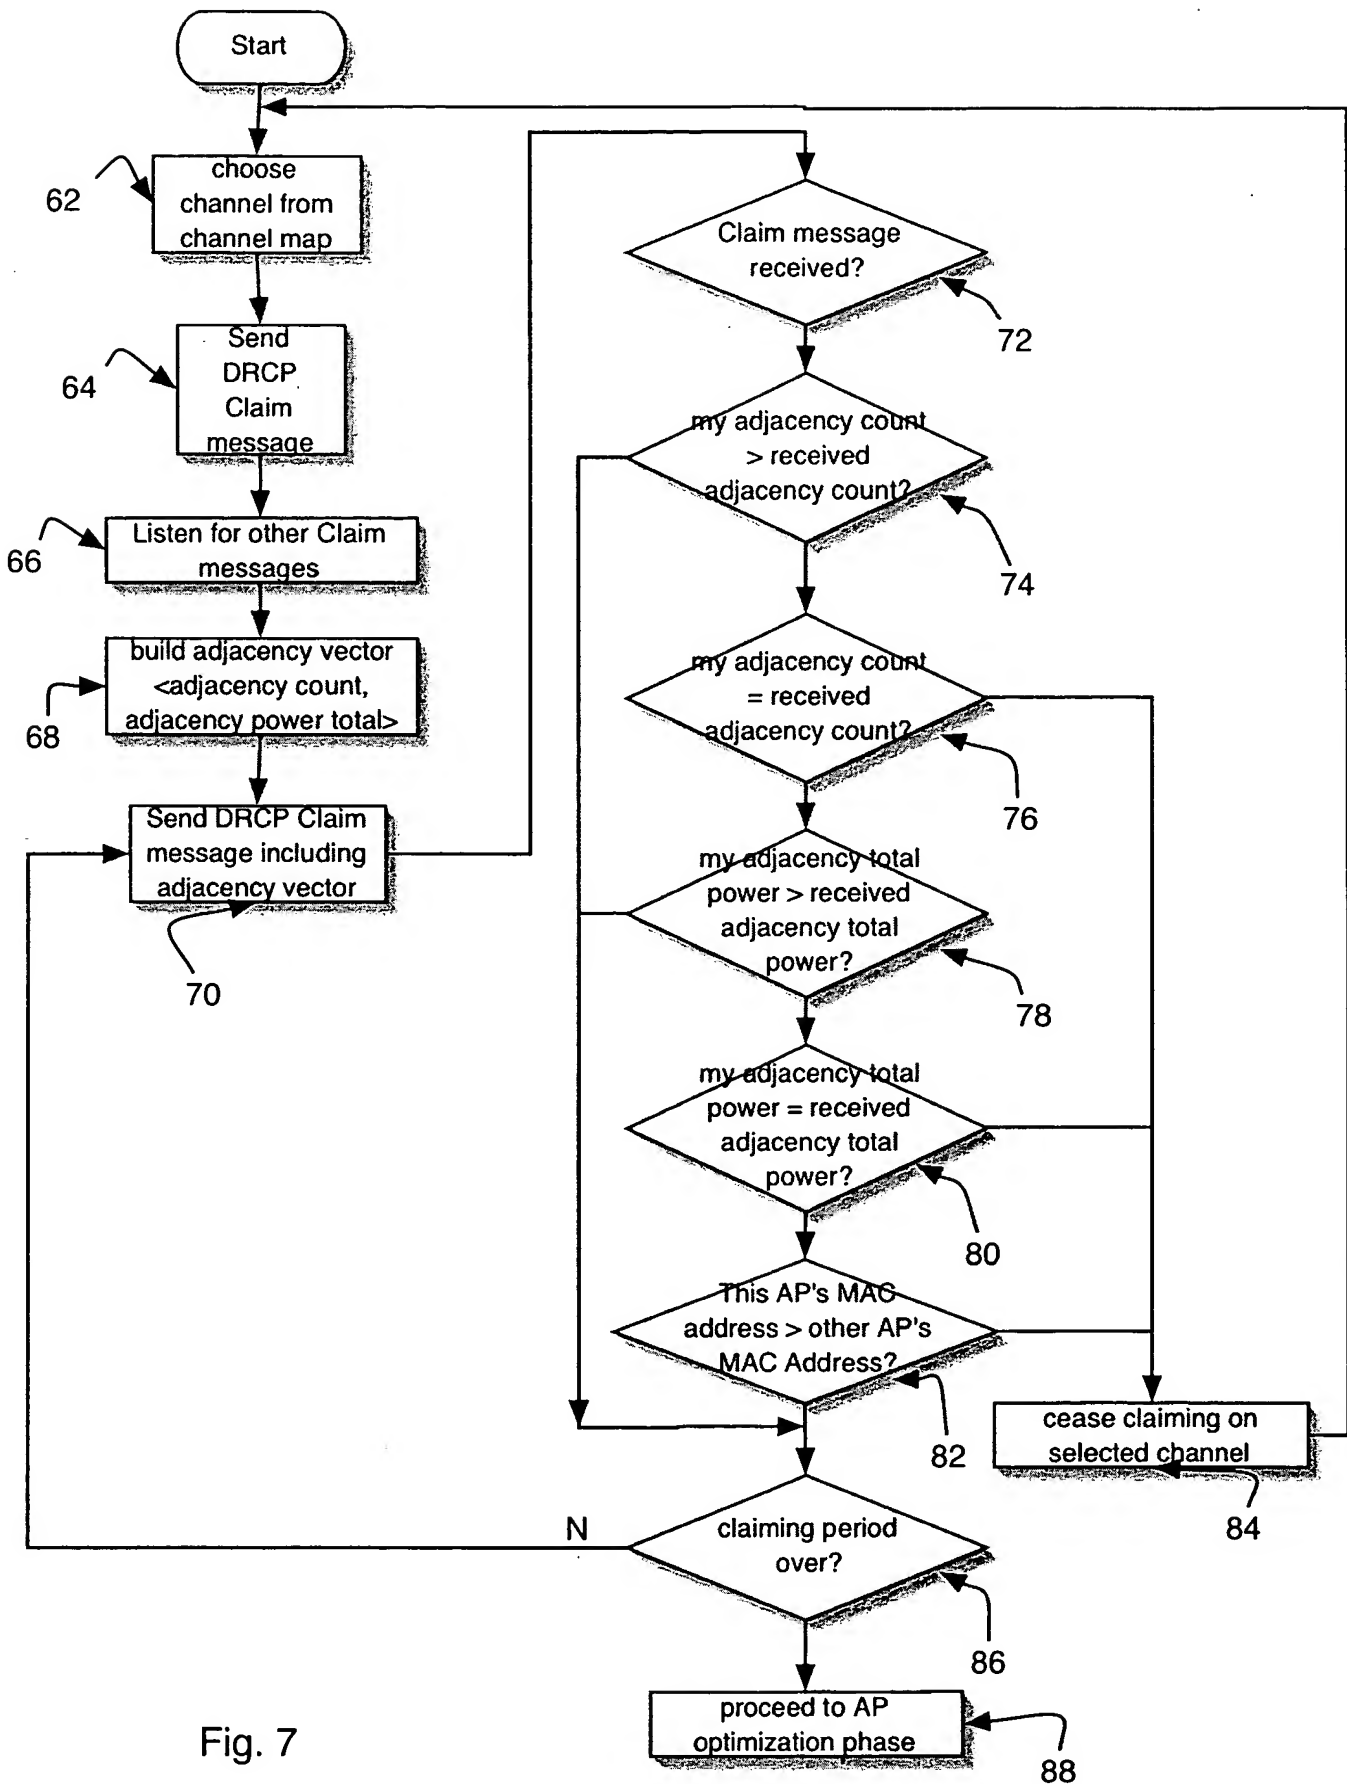 Start
choose
channel from
channel map
62
Send
DRCP
Claim
message
64
Listen for other Claim
messages
66
build adjacency vector
<adjacency count,
adjacency power total>
68
Send DRCP Claim
message including
adjacency vector
70
Claim message
received?
72
my adjacency count
> received
adjacency count?
74
my adjacency count
= received
adjacency count?
76
my adjacency total
power > received
adjacency total
power?
78
my adjacency total
power = received
adjacency total
power?
80
This AP's MAC
address > other AP's
MAC Address?
82
cease claiming on
selected channel
84
N
claiming period
over?
86
proceed to AP
optimization phase
88
Fig. 7